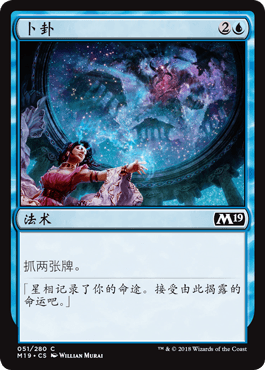 卜卦 2
法术 M19
抓两张牌。
「星相记录了你的命途。接受由此揭露的
命运吧。」
051/280 C
M19 • CS WILLIAN MURAI
™ & © 2018 Wizards of the Coast